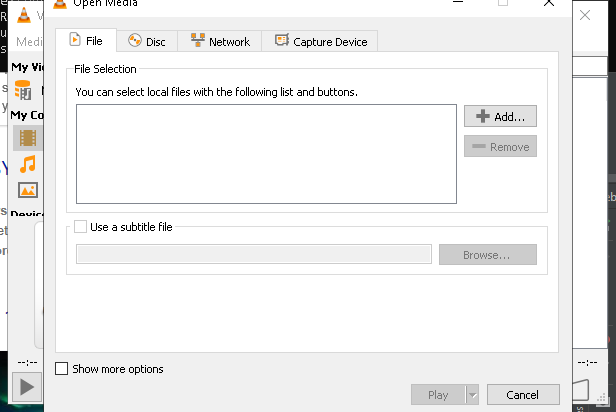 Open Media
Medi
File
Disc
Network
Capture Device
My Vi
My Co
Device
File Selection
You can select local files with the following list and buttons.
Add...
Remove
Use a subtitle file
Browse...
Show more options
--:--
--:--
Play
Cancel